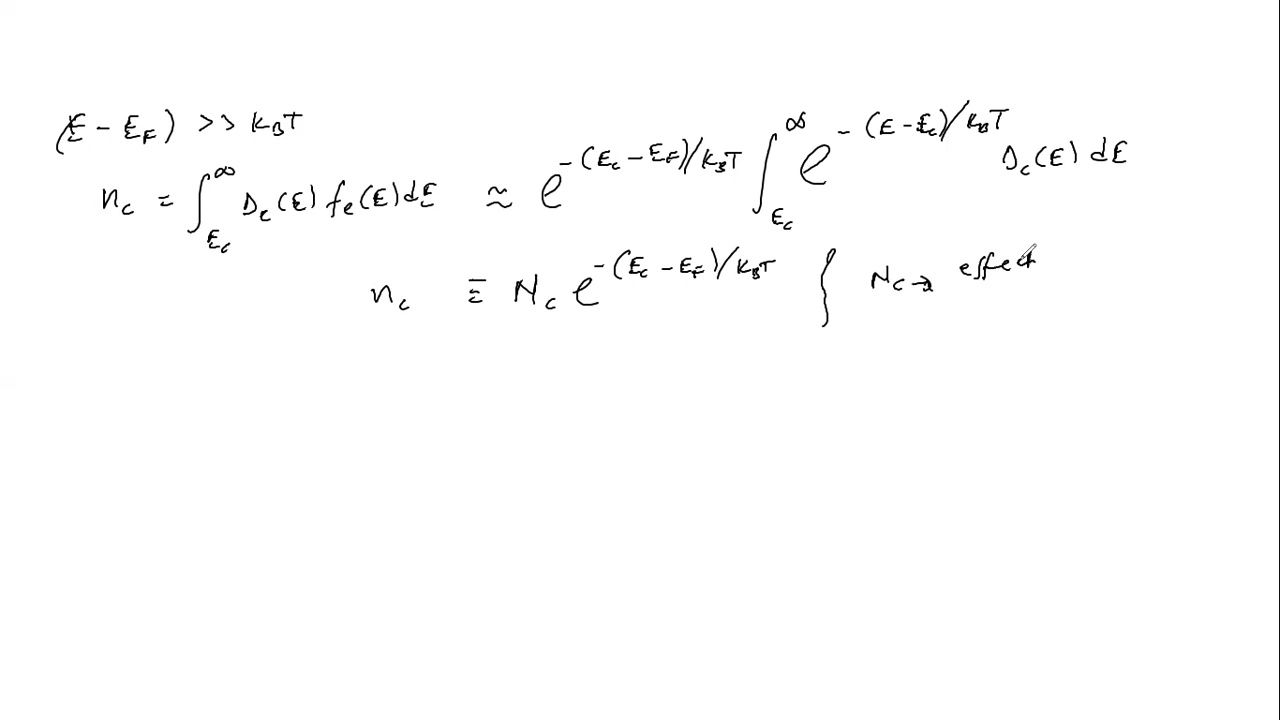 (E - E_F) >> k_BT
n_c = ∫_{E_c}^{∞} D_c(E) f_e(E) dE ≈ e^{-(E_c - E_F)/k_BT} ∫_{E_c}^{∞} e^{-(E - E_c)/k_BT} D_c(E) dE
n_c ≡ N_c e^{-(E_c - E_F)/k_BT} { N_c → effect